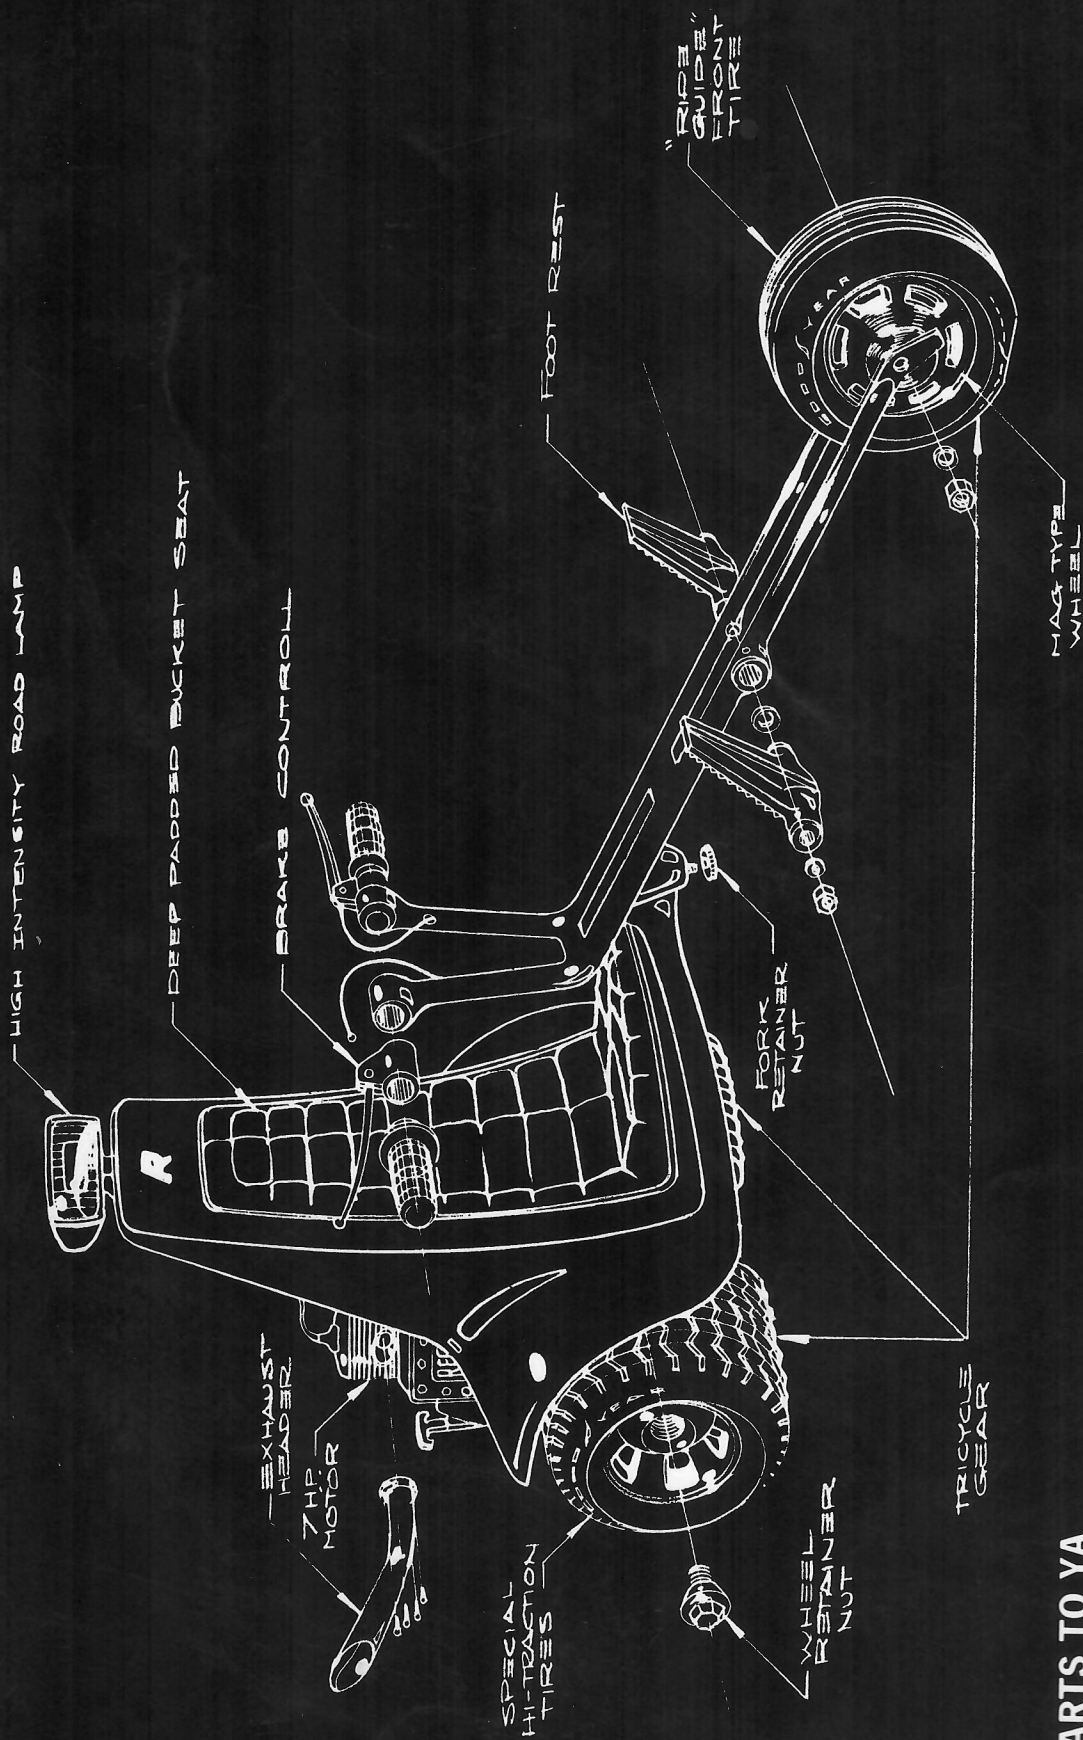 HIGH INTENSITY ROAD LAMP
DEEP PADDED BUCKET SEAT
BRAKE CONTROLL
FOOT REST
"RIDE
GUIDE"
FRONT
TIRE
R
YEAR
EXHAUST
HEADER
7 HP.
MOTOR
SPECIAL
HI-TRACTION
TIRES
WHEEL
RETAINER
NUT
FORK
RETAINER
NUT
TRICYCLE
GEAR
MAG TYPE
WHEEL
ARTS TO YA